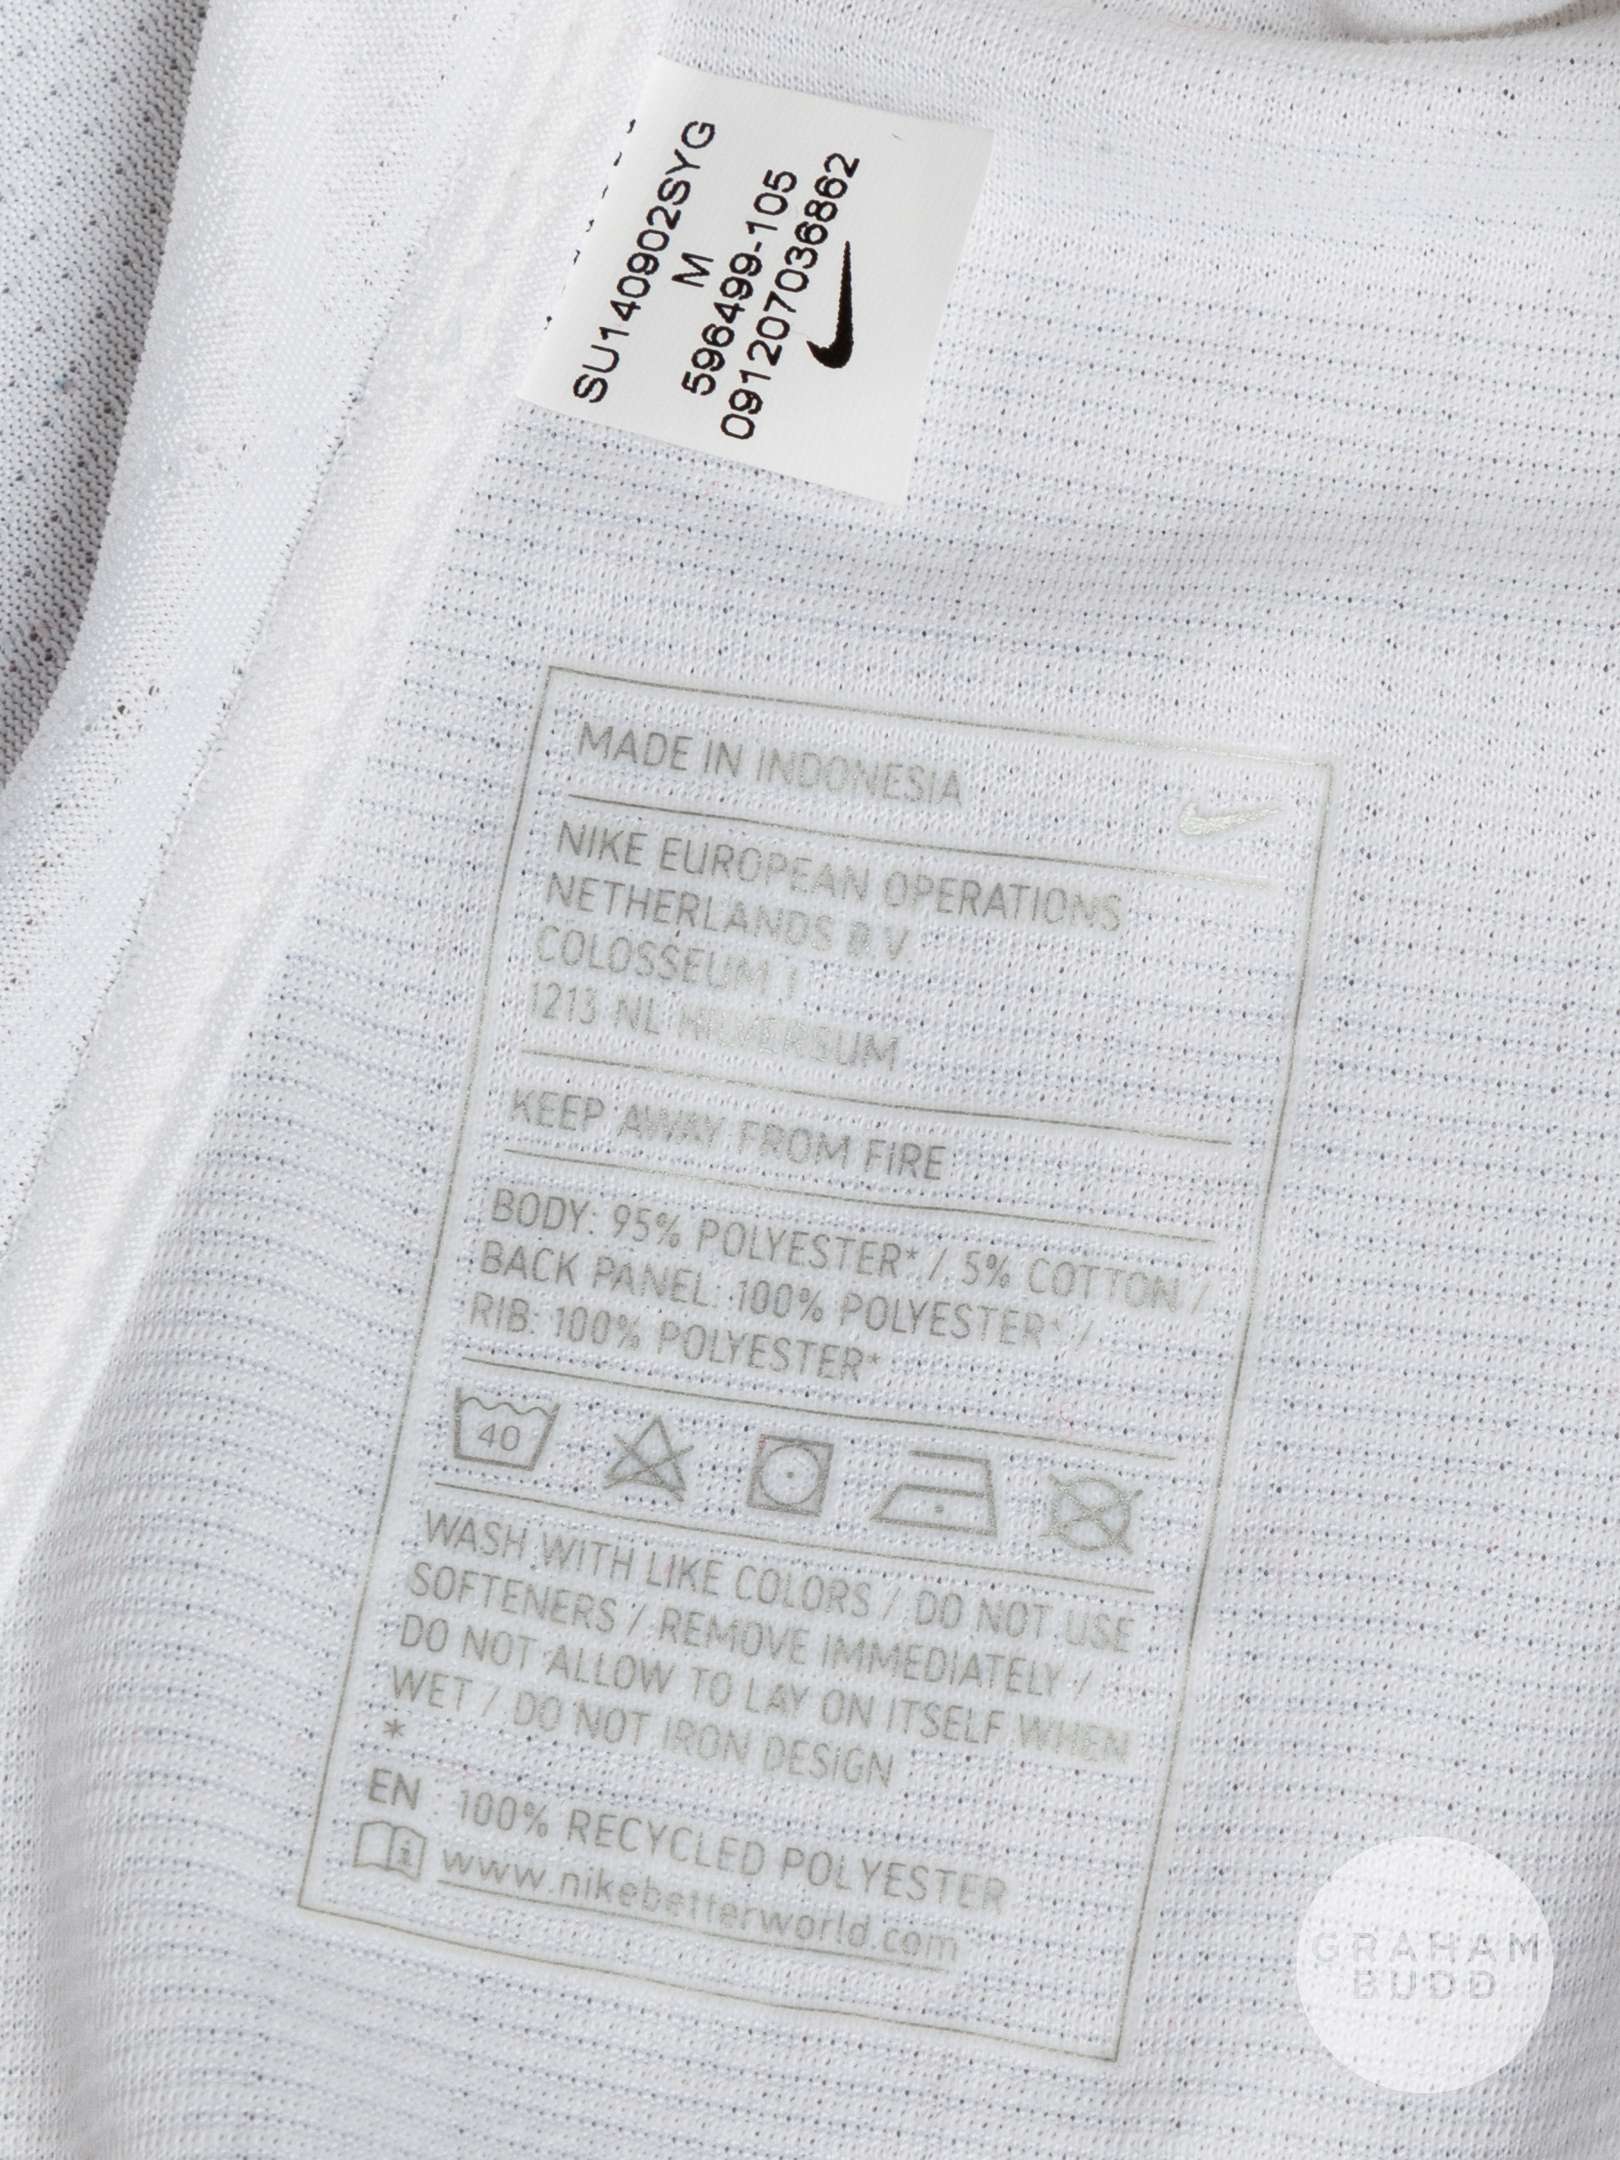 SU140902SYG
M
596499-105
091207036862
MADE IN INDONESIA
NIKE EUROPEAN OPERATIONS
NETHERLANDS B.V.
COLOSSEUM 1
1213 NL HILVERSUM
KEEP AWAY FROM FIRE
BODY: 95% POLYESTER* / 5% COTTON /
BACK PANEL: 100% POLYESTER* /
RIB: 100% POLYESTER*
40
WASH WITH LIKE COLORS / DO NOT USE
SOFTENERS / REMOVE IMMEDIATELY /
DO NOT ALLOW TO LAY ON ITSELF WHEN
WET / DO NOT IRON DESIGN
*
EN : 100% RECYCLED POLYESTER
www.nikebetterworld.com
GRAHAM
BUDD